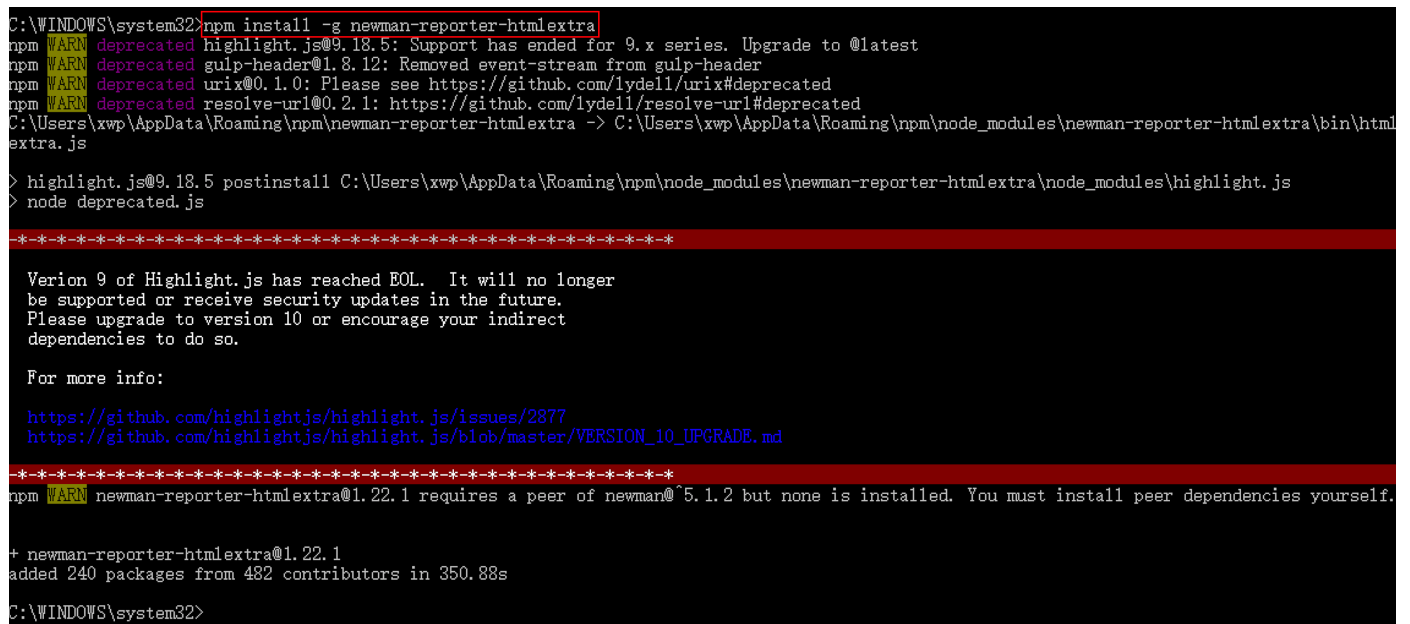 C:\WINDOWS\system32>npm install -g newman-reporter-htmlextra
npm WARN deprecated highlight.js@9.18.5: Support has ended for 9.x series. Upgrade to @latest
npm WARN deprecated gulp-header@1.8.12: Removed event-stream from gulp-header
npm WARN deprecated urix@0.1.0: Please see https://github.com/lydell/urix#deprecated
npm WARN deprecated resolve-url@0.2.1: https://github.com/lydell/resolve-url#deprecated
C:\Users\xwp\AppData\Roaming\npm\newman-reporter-htmlextra -> C:\Users\xwp\AppData\Roaming\npm\node_modules\newman-reporter-htmlextra\bin\html
extra.js
> highlight.js@9.18.5 postinstall C:\Users\xwp\AppData\Roaming\npm\node_modules\newman-reporter-htmlextra\node_modules\highlight.js
> node deprecated.js
-*-*-*-*-*-*-*-*-*-*-*-*-*-*-*-*-*-*-*-*-*-*-*-*-*-*-*-*-*-*-*-*-*-*
Verion 9 of Highlight.js has reached EOL.  It will no longer
be supported or receive security updates in the future.
Please upgrade to version 10 or encourage your indirect
dependencies to do so.
For more info:
https://github.com/highlightjs/highlight.js/issues/2877
https://github.com/highlightjs/highlight.js/blob/master/VERSION_10_UPGRADE.md
-*-*-*-*-*-*-*-*-*-*-*-*-*-*-*-*-*-*-*-*-*-*-*-*-*-*-*-*-*-*-*-*-*-*
npm WARN newman-reporter-htmlextra@1.22.1 requires a peer of newman@^5.1.2 but none is installed. You must install peer dependencies yourself.
+ newman-reporter-htmlextra@1.22.1
added 240 packages from 482 contributors in 350.88s
C:\WINDOWS\system32>